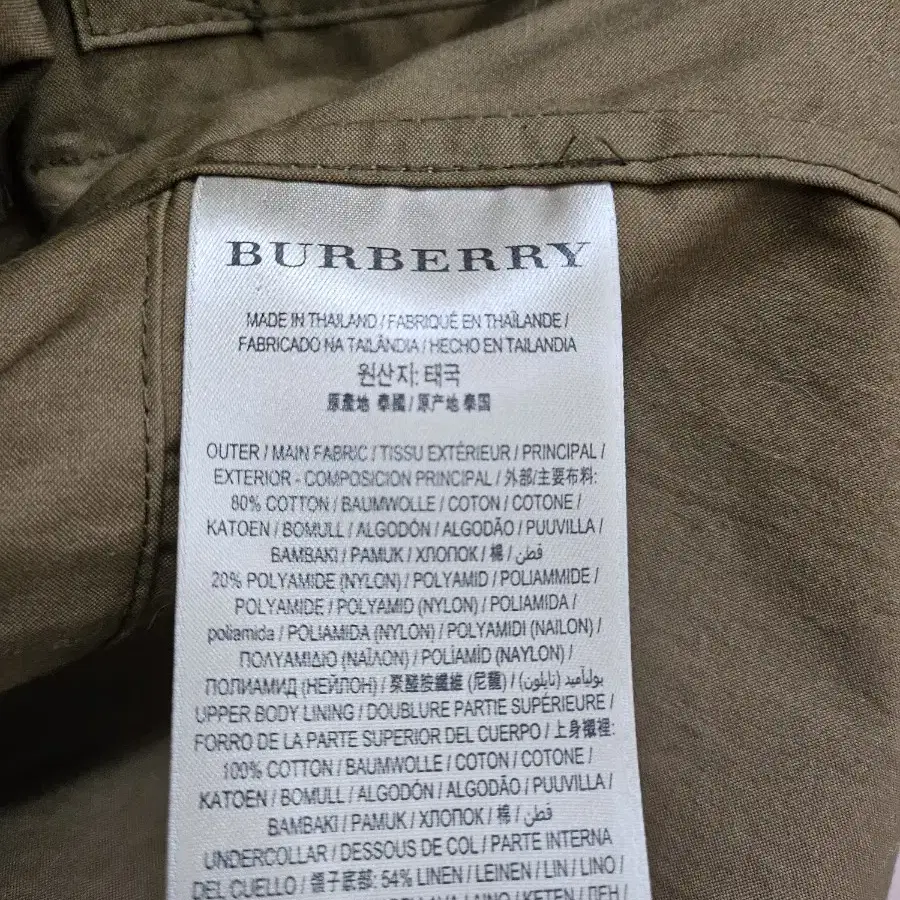 BURBERRY
MADE IN THAILAND / FABRIQUÉ EN THAÏLANDE /
FABRICADO NA TAILÂNDIA / HECHO EN TAILANDIA
원산지: 태국
原產地 泰國 / 原产地 泰国
OUTER / MAIN FABRIC / TISSU EXTÉRIEUR / PRINCIPAL /
EXTERIOR - COMPOSICION PRINCIPAL / 外部/主要布料:
80% COTTON / BAUMWOLLE / COTON / COTONE /
KATOEN / BOMULL / ALGODÓN / ALGODÃO / PUUVILLA /
BAMBAKI / PAMUK / ХЛОПОК / 棉 / قطن
20% POLYAMIDE (NYLON) / POLYAMID / POLIAMMIDE /
POLYAMIDE / POLYAMID (NYLON) / POLIAMIDA /
poliamida / POLIAMIDA (NYLON) / POLYAMIDI (NAILON) /
ΠΟΛΥΑΜΙΔΙΟ (ΝΑΪΛΟΝ) / POLİAMİD (NAYLON) /
ПОЛИАМИД (НЕЙЛОН) / 聚醯胺纖維 (尼龍) / بوليآميد (نايلون)
UPPER BODY LINING / DOUBLURE PARTIE SUPÉRIEURE /
FORRO DE LA PARTE SUPERIOR DEL CUERPO / 上身襯裡:
100% COTTON / BAUMWOLLE / COTON / COTONE /
KATOEN / BOMULL / ALGODÓN / ALGODÃO / PUUVILLA /
BAMBAKI / PAMUK / ХЛОПОК / 棉 / قطن
UNDERCOLLAR / DESSOUS DE COL / PARTE INTERNA
DEL CUELLO / 領子底部: 54% LINEN / LEINEN / LIN / LINO /
KETEN / ЛЕН /